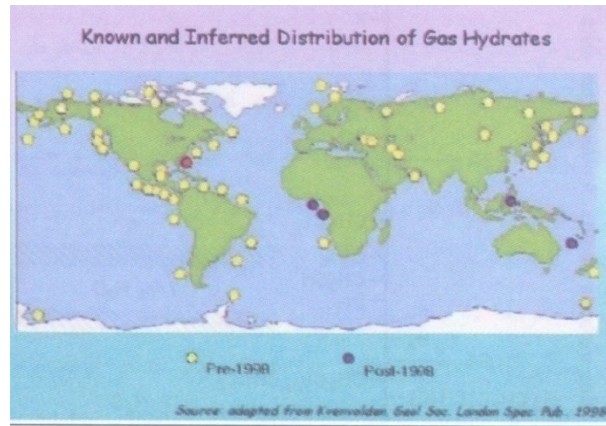 Known and Inferred Distribution of Gas Hydrates
Pre-1998
Post-1998
Source: adapted from Kvenvolden, Geol Soc. London Spec. Pub., 1998